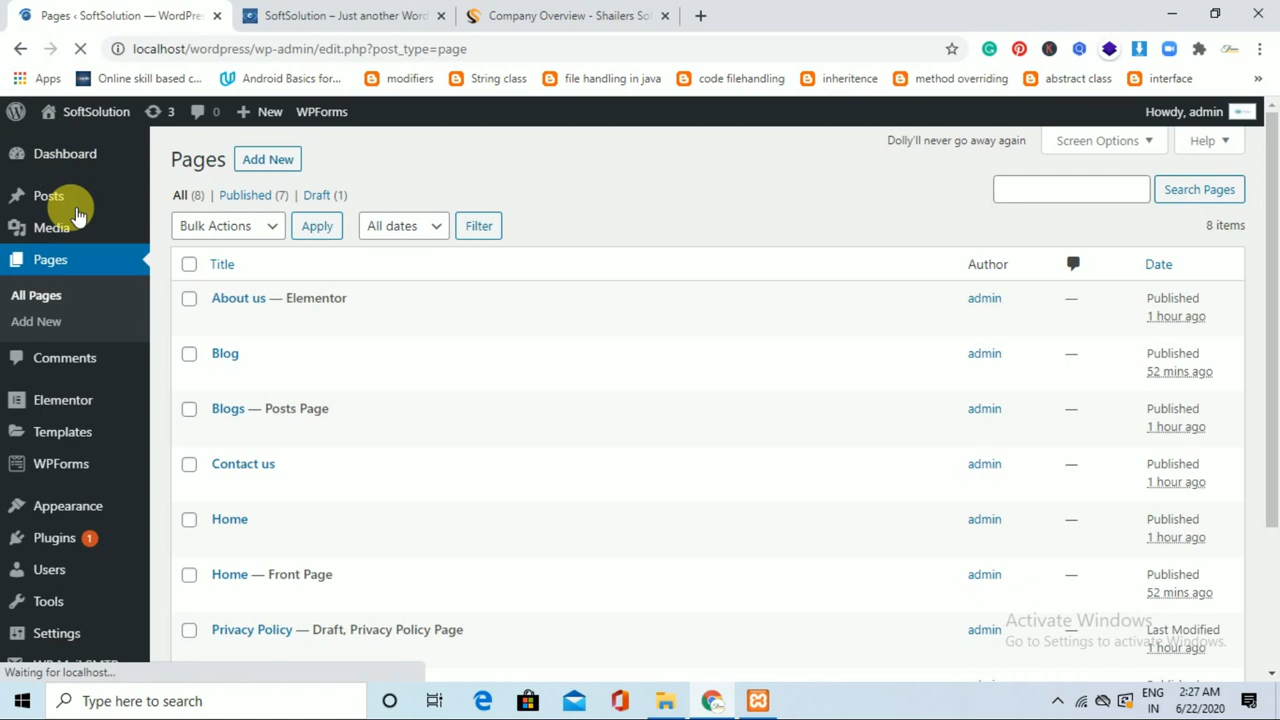 Pages ‹ SoftSolution — WordPres
SoftSolution – Just another Word
Company Overview - Shailers Sol
localhost/wordpress/wp-admin/edit.php?post_type=page
Apps
Online skill based c...
Android Basics for...
modifiers
String class
file handling in java
code filehandling
inheritence
method overriding
abstract class
interface
»
SoftSolution
3
0
New
WPForms
Howdy, admin
Dashboard
Posts
Media
Pages
All Pages
Add New
Comments
Elementor
Templates
WPForms
Appearance
Plugins 1
Users
Tools
Settings
Pages
Add New
Dolly'll never go away again
Screen Options
Help
All (8) | Published (7) | Draft (1)
Search Pages
Bulk Actions
Apply
All dates
Filter
8 items
Title
Author
Date
About us — Elementor
admin
—
Published
1 hour ago
Blog
admin
—
Published
52 mins ago
Blogs — Posts Page
admin
—
Published
1 hour ago
Contact us
admin
—
Published
1 hour ago
Home
admin
—
Published
1 hour ago
Home — Front Page
admin
—
Published
52 mins ago
Privacy Policy — Draft, Privacy Policy Page
admin
—
Last Modified
1 hour ago
Activate Windows
Go to Settings to activate Windows.
Waiting for localhost...
Type here to search
ENG
IN
2:27 AM
6/22/2020